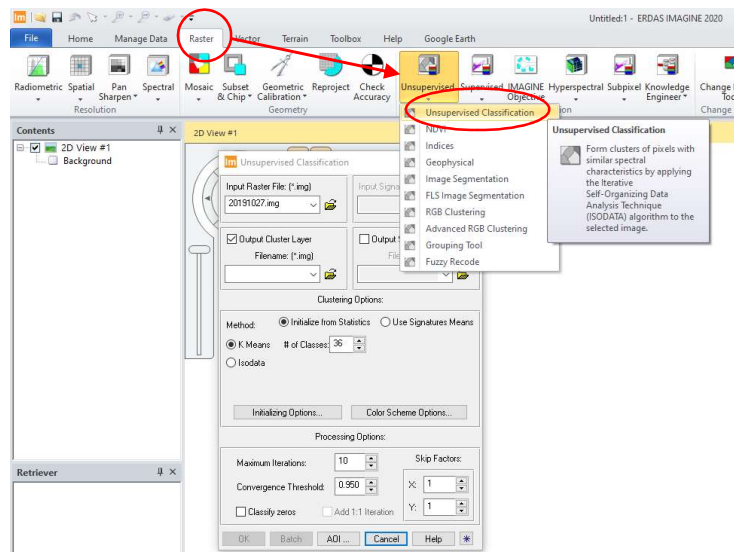 Untitled:1 - ERDAS IMAGINE 2020
File Home Manage Data Raster Vector Terrain Toolbox Help Google Earth
Radiometric Spatial Pan Sharpen Spectral Mosaic Subset & Chip Geometric Calibration Reproject Check Accuracy Unsupervised Supervised IMAGINE Objective Hyperspectral Subpixel Knowledge Engineer Change
Resolution Geometry Change
Contents
2D View #1
Background
2D View #1
Unsupervised Classification
NDVI
Indices
Geophysical
Image Segmentation
FLS Image Segmentation
RGB Clustering
Advanced RGB Clustering
Grouping Tool
Fuzzy Recode
Unsupervised Classification
Form clusters of pixels with
similar spectral
characteristics by applying
the Iterative
Self-Organizing Data
Analysis Technique
(ISODATA) algorithm to the
selected image.
Unsupervised Classification
Input Raster File: (*.img)
20191027.img
Output Cluster Layer
Filename: (*.img)
Output
Clustering Options:
Method: Initialize from Statistics Use Signatures Means
K Means # of Classes: 36
Isodata
Initializing Options... Color Scheme Options...
Processing Options:
Maximum Iterations: 10 Skip Factors:
Convergence Threshold: 0.950 X: 1
Classify zeros Add 1:1 Iteration Y: 1
OK Batch AOI ... Cancel Help
Retriever